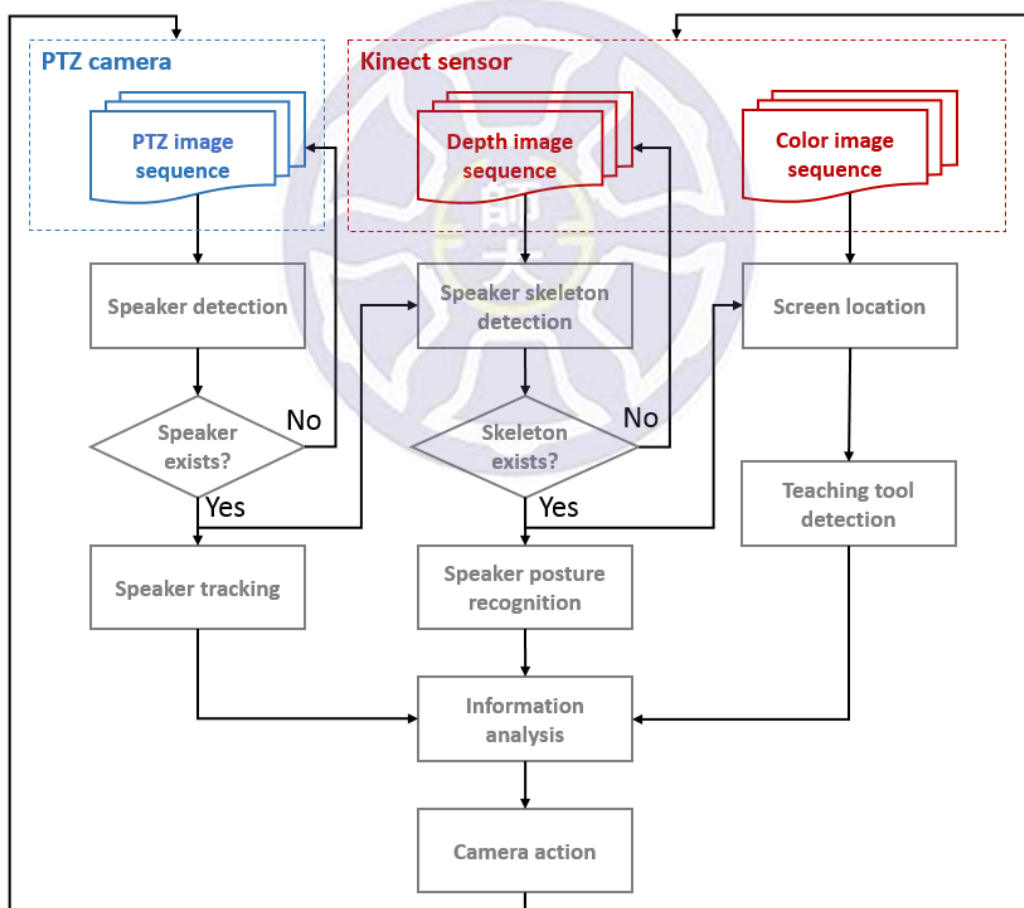 PTZ camera
Kinect sensor
PTZ image
sequence
Depth image
sequence
Color image
sequence
師
大
Speaker detection
Speaker skeleton
detection
Screen location
Speaker
exists?
No
Skeleton
exists?
No
Yes
Yes
Teaching tool
detection
Speaker tracking
Speaker posture
recognition
Information
analysis
Camera action